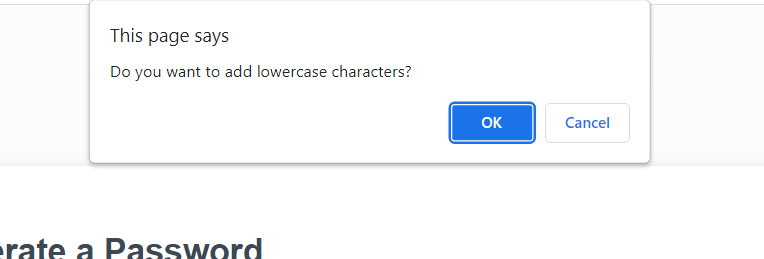 This page says
Do you want to add lowercase characters?
OK
Cancel
erate a Password